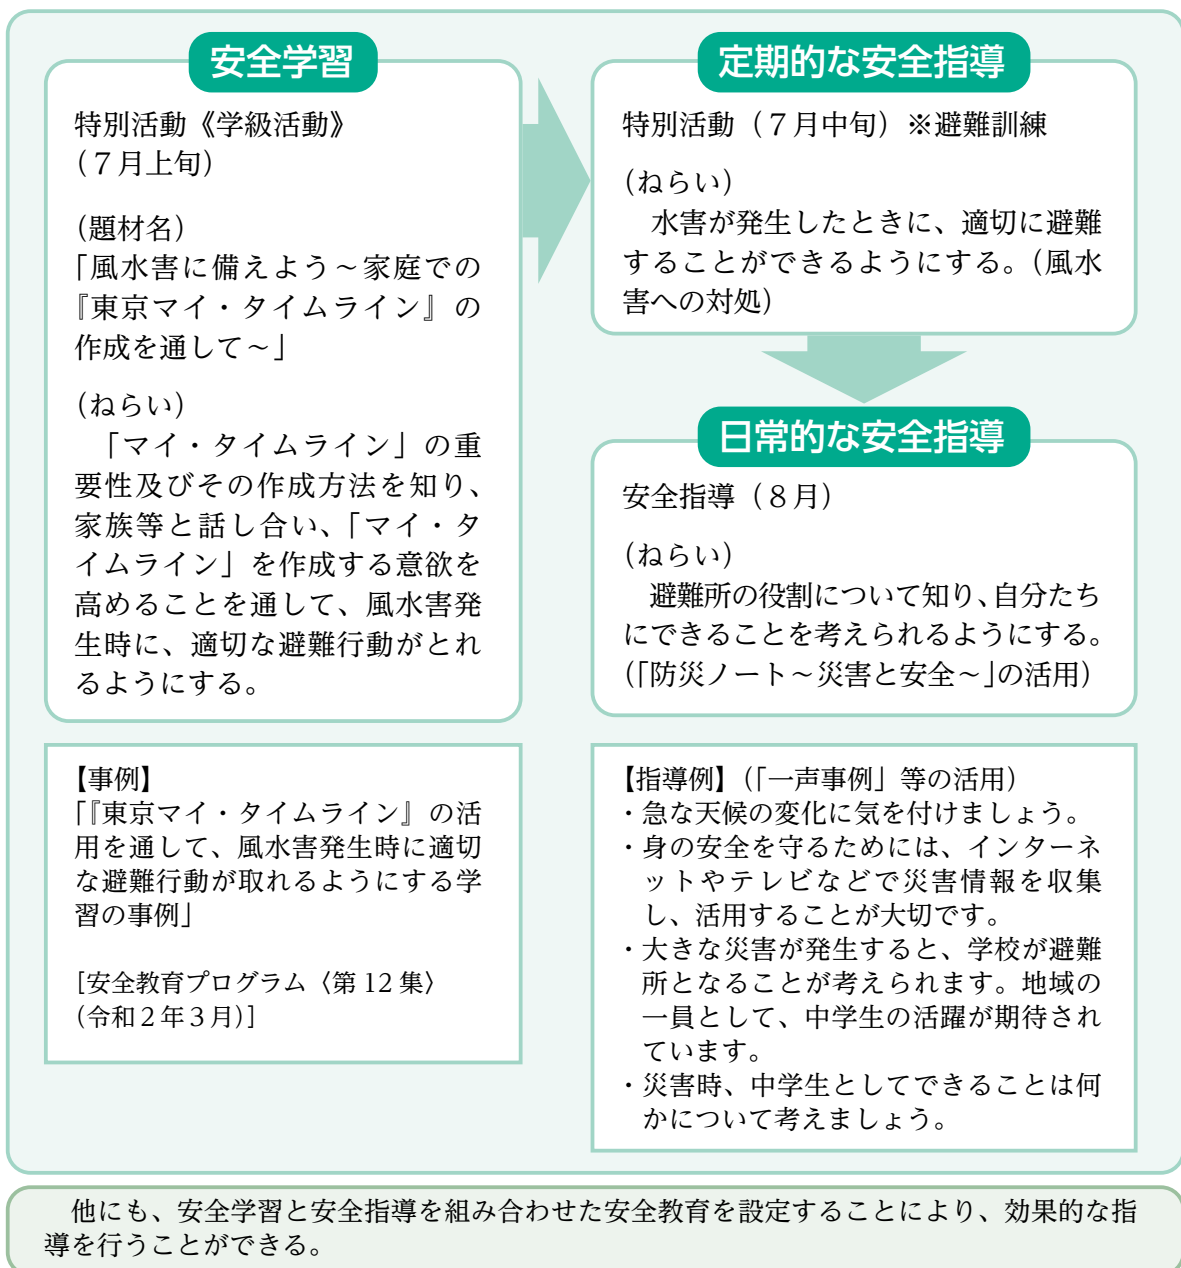 安全学習
特別活動《学級活動》
（７月上旬）
（題材名）
「風水害に備えよう～家庭での
『東京マイ・タイムライン』の
作成を通して～」
（ねらい）
「マイ・タイムライン」の重
要性及びその作成方法を知り、
家族等と話し合い、「マイ・タ
イムライン」を作成する意欲を
高めることを通して、風水害発
生時に、適切な避難行動がとれ
るようにする。
【事例】
「『東京マイ・タイムライン』の活
用を通して、風水害発生時に適切
な避難行動が取れるようにする学
習の事例」
［安全教育プログラム〈第 12 集〉
（令和２年３月）］
定期的な安全指導
特別活動（７月中旬）※避難訓練
（ねらい）
水害が発生したときに、適切に避難
することができるようにする。（風水
害への対処）
日常的な安全指導
安全指導（８月）
（ねらい）
避難所の役割について知り、自分たち
にできることを考えられるようにする。
（「防災ノート～災害と安全～」の活用）
【指導例】（「一声事例」等の活用）
・急な天候の変化に気を付けましょう。
・身の安全を守るためには、インターネ
ットやテレビなどで災害情報を収集
し、活用することが大切です。
・大きな災害が発生すると、学校が避難
所となることが考えられます。地域の
一員として、中学生の活躍が期待され
ています。
・災害時、中学生としてできることは何
かについて考えましょう。
他にも、安全学習と安全指導を組み合わせた安全教育を設定することにより、効果的な指
導を行うことができる。